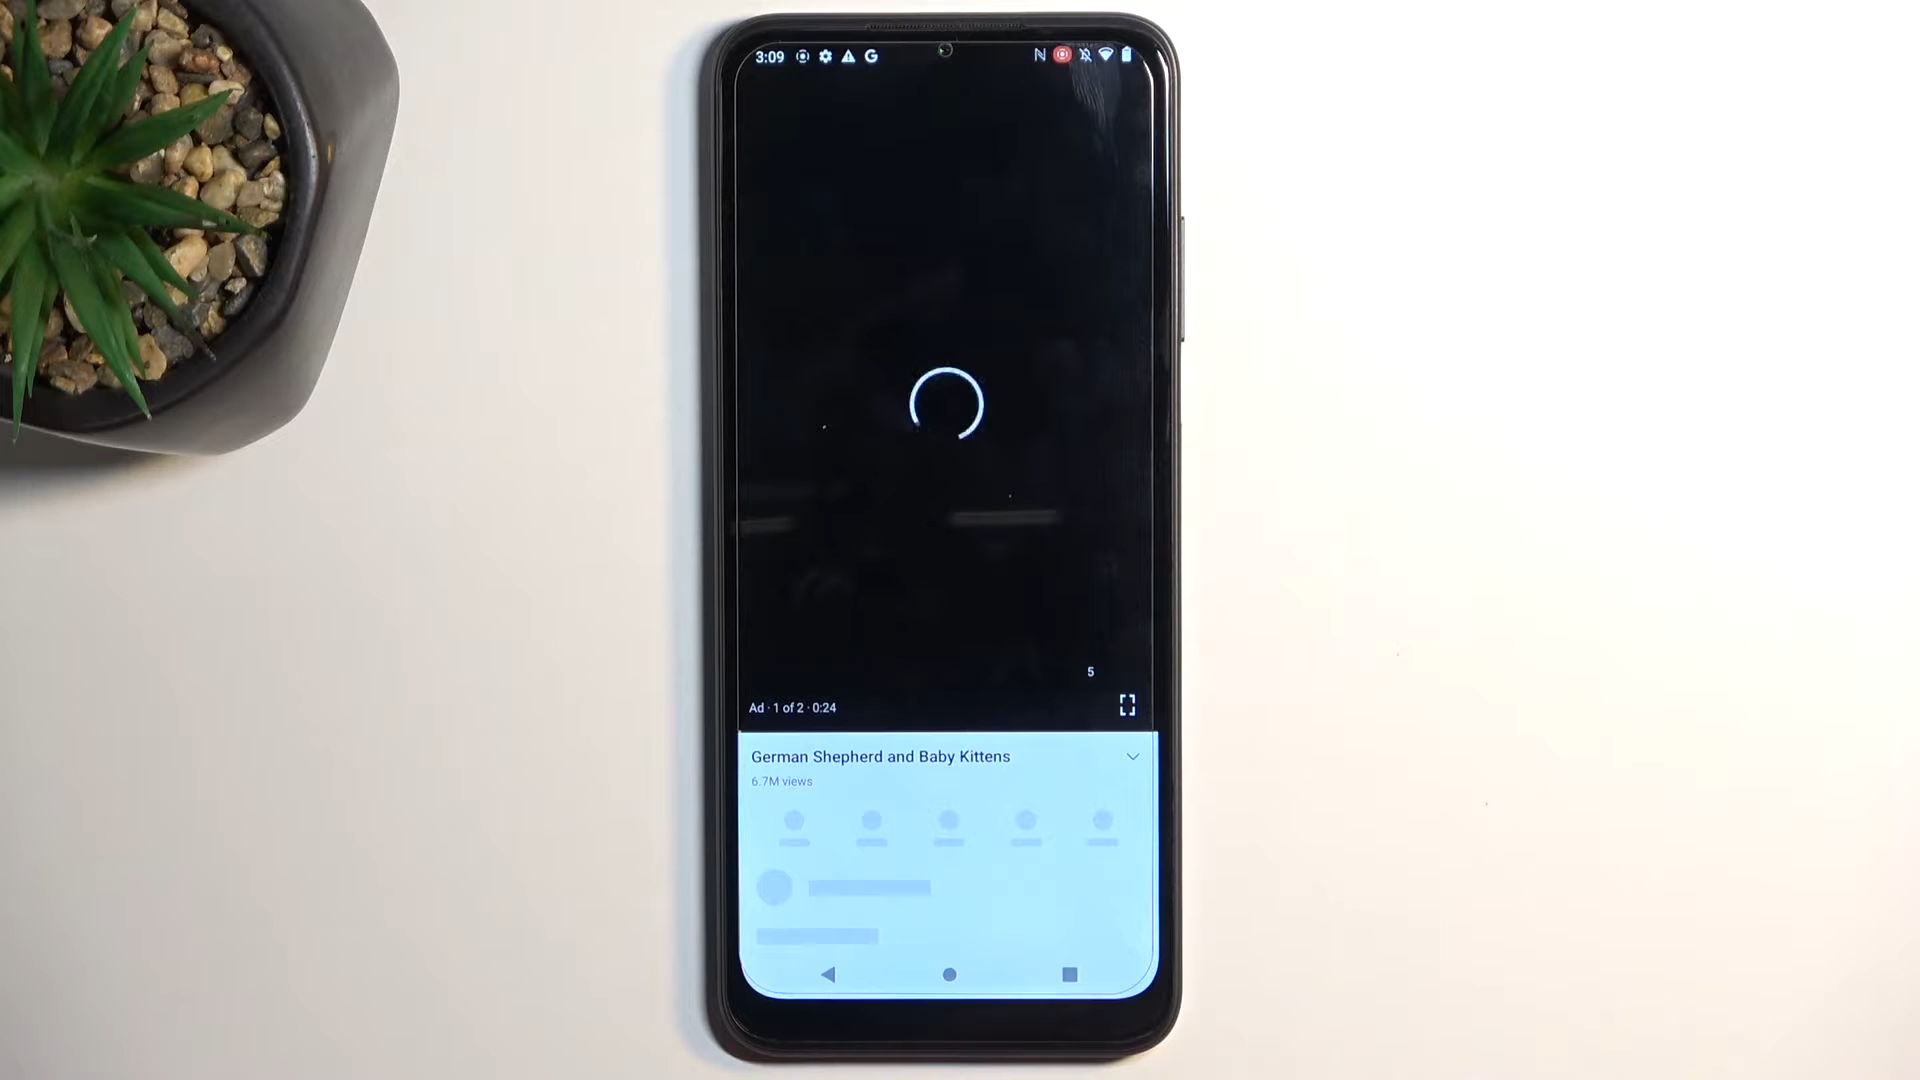 3:09 G
5
Ad · 1 of 2 · 0:24
German Shepherd and Baby Kittens
6.7M views